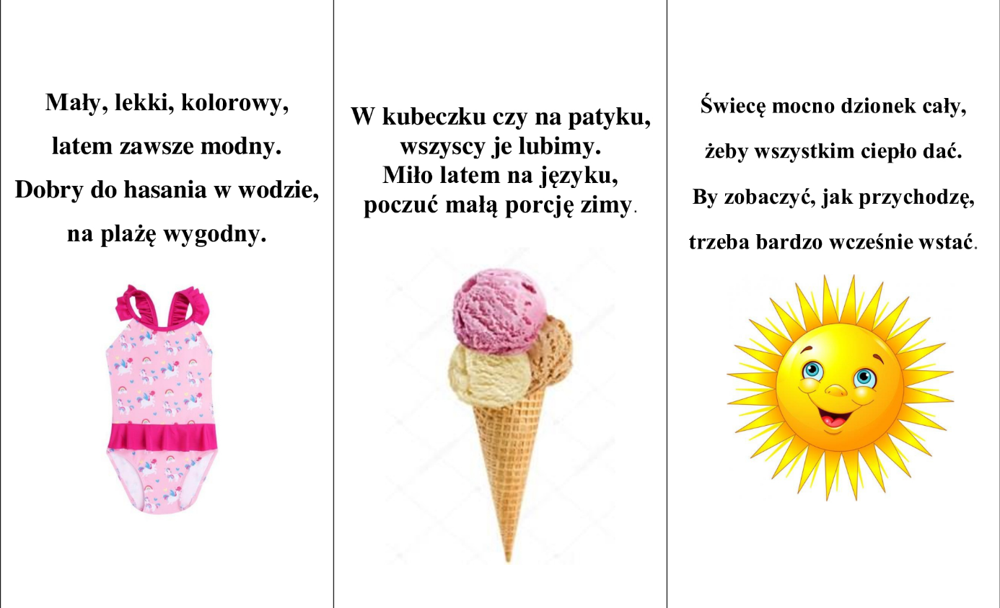 Mały, lekki, kolorowy,
latem zawsze modny.
Dobry do hasania w wodzie,
na plażę wygodny.
W kubeczku czy na patyku,
wszyscy je lubimy.
Miło latem na języku,
poczuć małą porcję zimy.
Świecę mocno dzionek cały,
żeby wszystkim ciepło dać.
By zobaczyć, jak przychodzę,
trzeba bardzo wcześnie wstać.